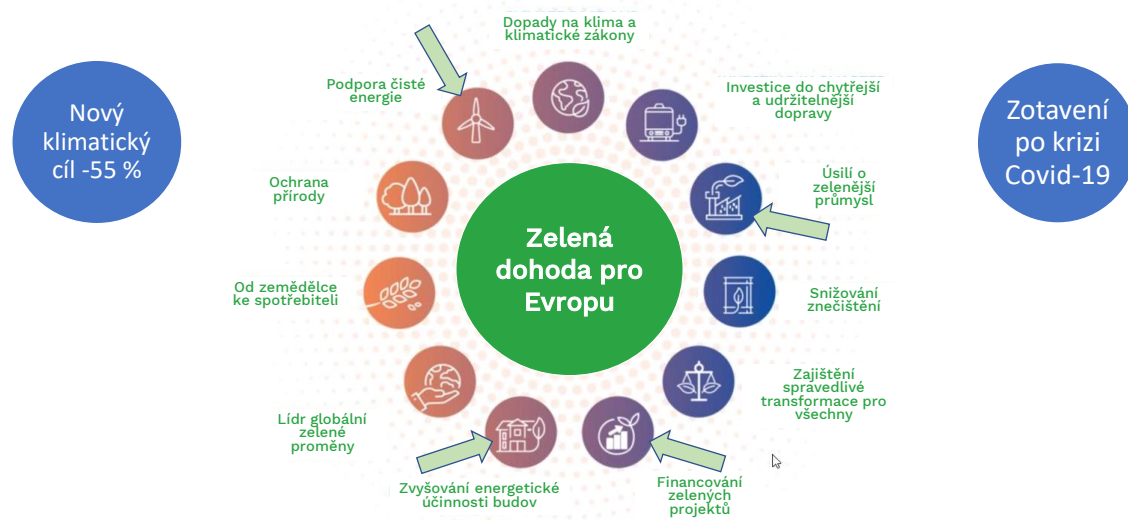 Dopady na klima a
klimatické zákony
Podpora čisté
energie
Investice do chytřejší
a udržitelnější
dopravy
Nový
klimatický
cíl -55 %
Zotavení
po krizi
Covid-19
Ochrana
přírody
Úsilí o
zelenější
průmysl
Zelená
dohoda pro
Evropu
Od zemědělce
ke spotřebiteli
Snižování
znečištění
Zajištění
správedlivé
transformace pro
všechny
Lídr globální
zelené
proměny
Zvyšování energetické
účinnosti budov
Financování
zelených
projektů